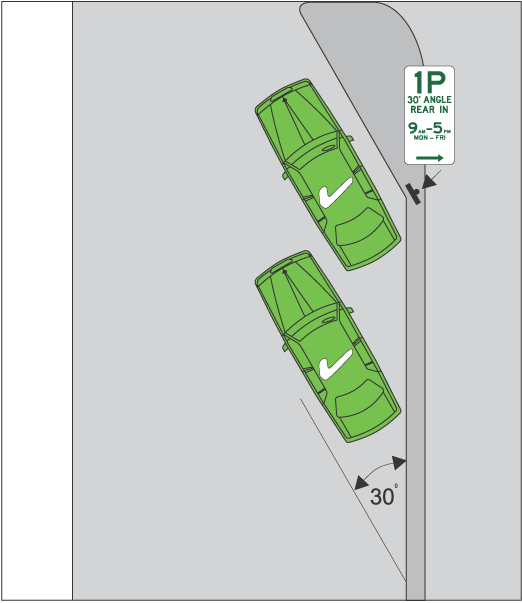 1P
30° ANGLE
REAR IN
9AM–5PM
MON – FRI
30°